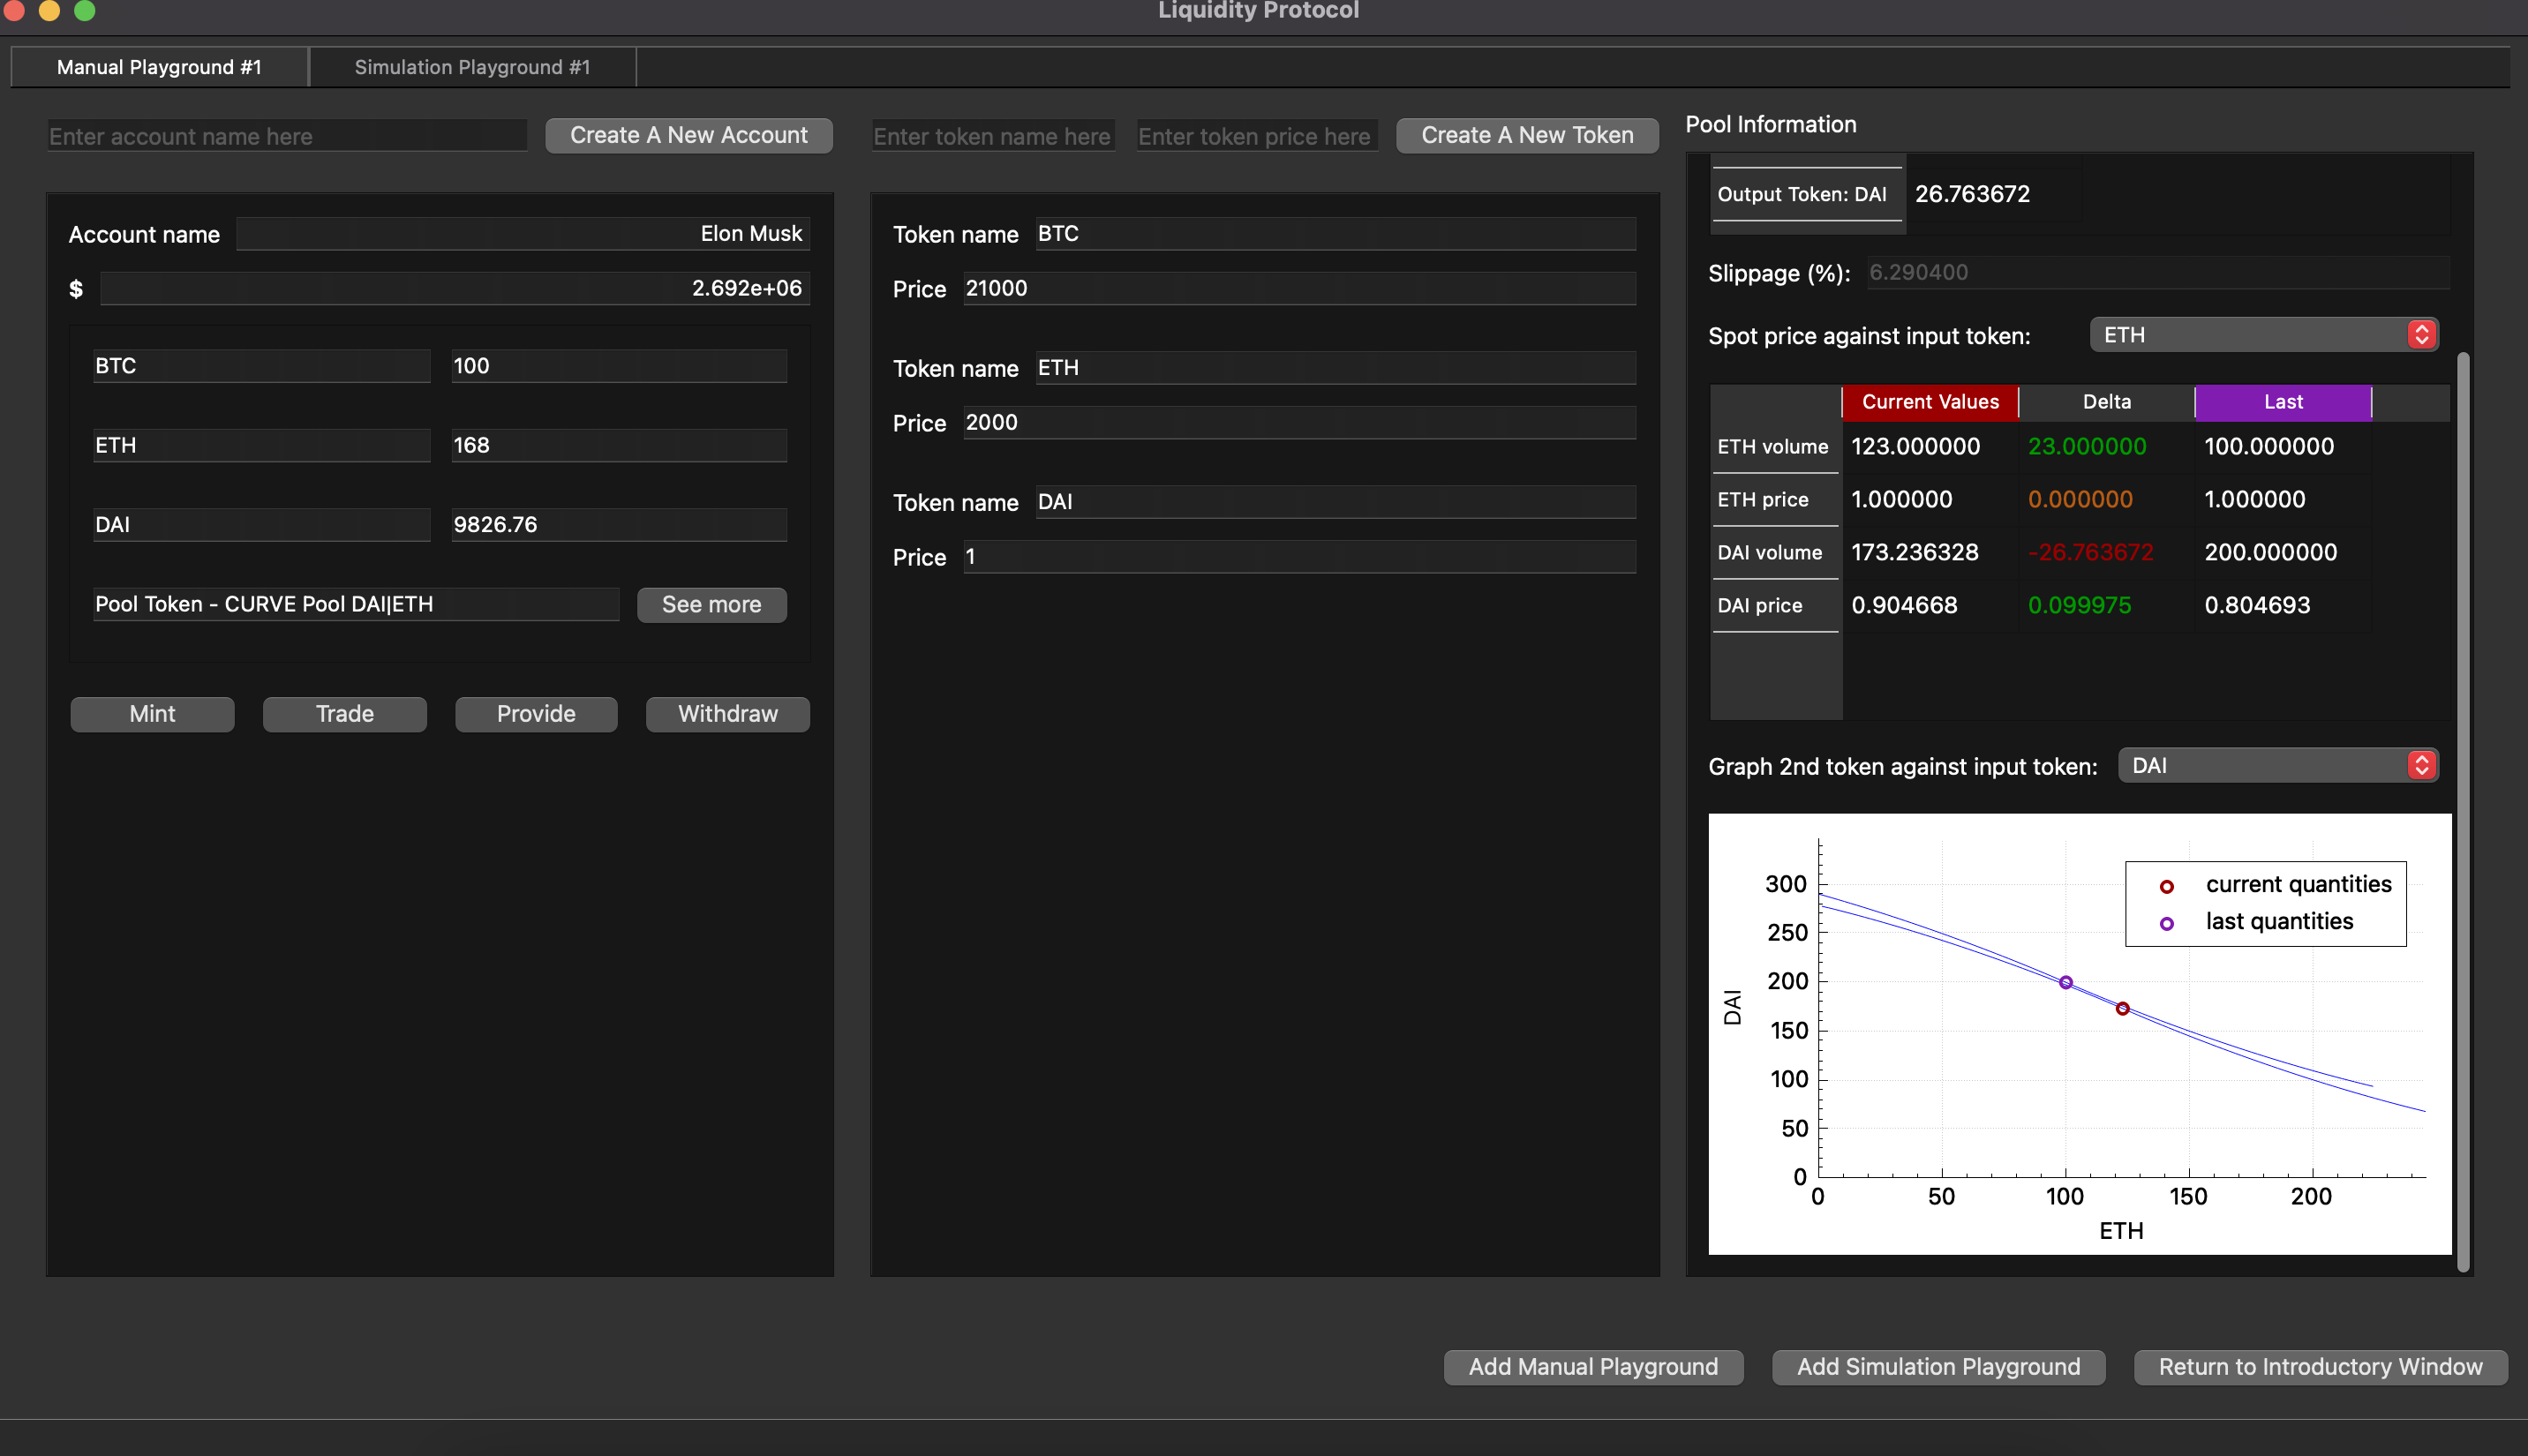 Liquidity Protocol
Manual Playground #1
Simulation Playground #1
Enter account name here
Create A New Account
Enter token name here
Enter token price here
Create A New Token
Account name
Elon Musk
$
2.692e+06
BTC
100
ETH
168
DAI
9826.76
Pool Token - CURVE Pool DAI|ETH
See more
Mint
Trade
Provide
Withdraw
Token name
BTC
Price
21000
Token name
ETH
Price
2000
Token name
DAI
Price
1
Pool Information
Output Token: DAI
26.763672
Slippage (%):
6.290400
Spot price against input token:
ETH
Current Values
Delta
Last
ETH volume
123.000000
23.000000
100.000000
ETH price
1.000000
0.000000
1.000000
DAI volume
173.236328
-26.763672
200.000000
DAI price
0.904668
0.099975
0.804693
Graph 2nd token against input token:
DAI
300
250
200
150
100
50
0
DAI
current quantities
last quantities
0
50
100
150
200
ETH
Add Manual Playground
Add Simulation Playground
Return to Introductory Window